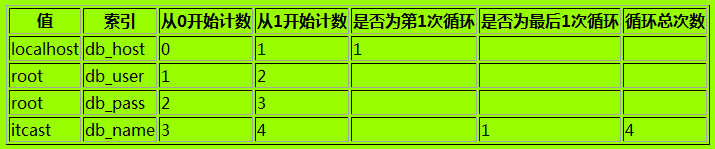 值 索引 从0开始计数 从1开始计数 是否为第1次循环 是否为最后1次循环 循环总次数
localhost db_host 0 1 1
root db_user 1 2
root db_pass 2 3
itcast db_name 3 4 1 4